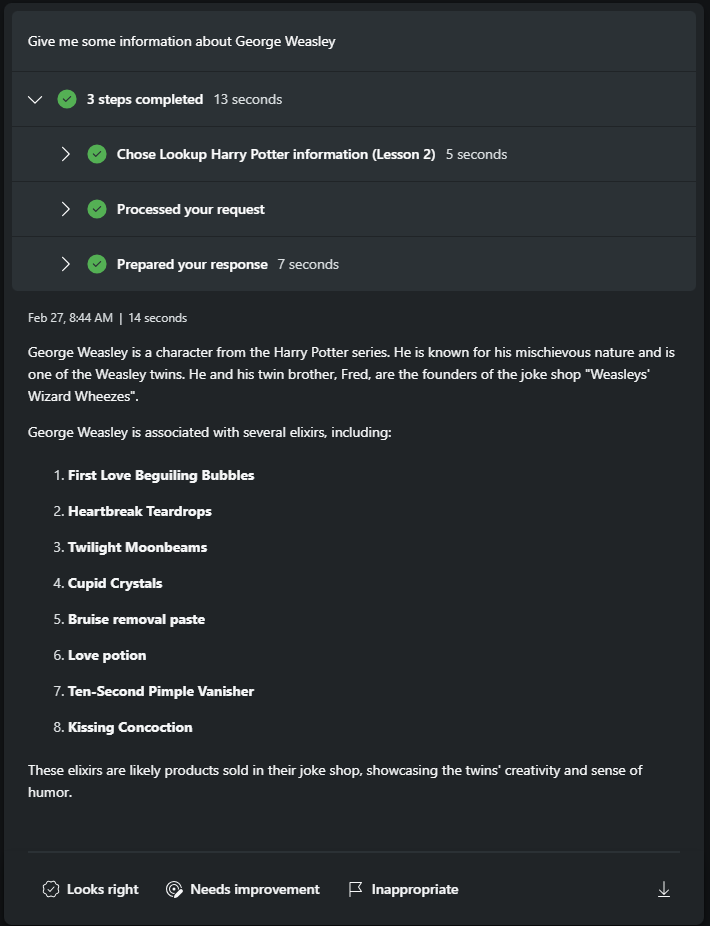 Give me some information about George Weasley
3 steps completed 13 seconds
Chose Lookup Harry Potter information (Lesson 2) 5 seconds
Processed your request
Prepared your response 7 seconds
Feb 27, 8:44 AM | 14 seconds
George Weasley is a character from the Harry Potter series. He is known for his mischievous nature and is
one of the Weasley twins. He and his twin brother, Fred, are the founders of the joke shop "Weasleys'
Wizard Wheezes".
George Weasley is associated with several elixirs, including:
1. First Love Beguiling Bubbles
2. Heartbreak Teardrops
3. Twilight Moonbeams
4. Cupid Crystals
5. Bruise removal paste
6. Love potion
7. Ten-Second Pimple Vanisher
8. Kissing Concoction
These elixirs are likely products sold in their joke shop, showcasing the twins' creativity and sense of
humor.
Looks right Needs improvement Inappropriate